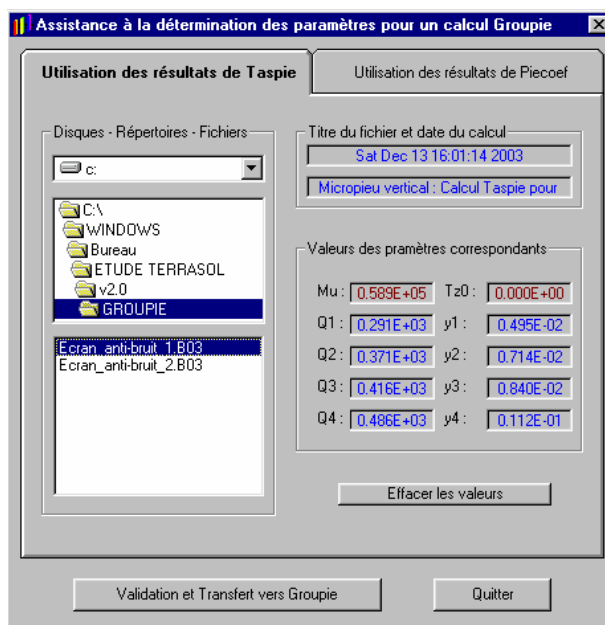 Assistance à la détermination des paramètres pour un calcul Groupie
Utilisation des résultats de Taspie
Utilisation des résultats de Piecoef
Disques - Répertoires - Fichiers
c:
C:\
WINDOWS
Bureau
ETUDE TERRASOL
v2.0
GROUPIE
Ecran_anti-bruit_1.B03
Ecran_anti-bruit_2.B03
Titre du fichier et date du calcul
Sat Dec 13 16:01:14 2003
Micropieu vertical : Calcul Taspie pour
Valeurs des pramètres correspondants
Mu : 0.589E+05 Tz0 : 0.000E+00
Q1 : 0.291E+03 y1 : 0.495E-02
Q2 : 0.371E+03 y2 : 0.714E-02
Q3 : 0.416E+03 y3 : 0.840E-02
Q4 : 0.486E+03 y4 : 0.112E-01
Effacer les valeurs
Validation et Transfert vers Groupie
Quitter